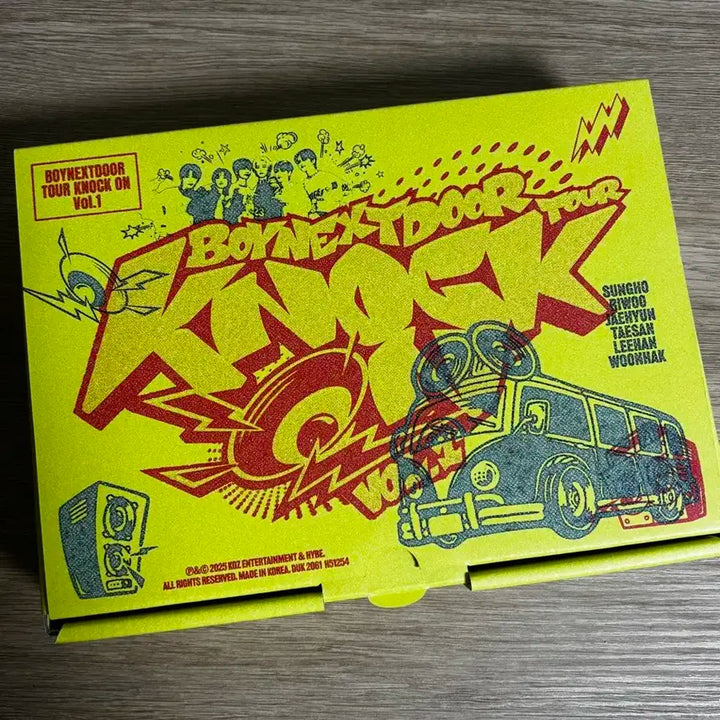 BOYNEXTDOOR
TOUR KNOCK ON
Vol.1
BOYNEXTDOOR TOUR
KNOCK
ON
VOL.1
SUNGHO
RIWOO
JAEHYUN
TAESAN
LEEHAN
WOONHAK
℗&© 2025 KOZ ENTERTAINMENT & HYBE.
ALL RIGHTS RESERVED. MADE IN KOREA. DUK 2061 H51254